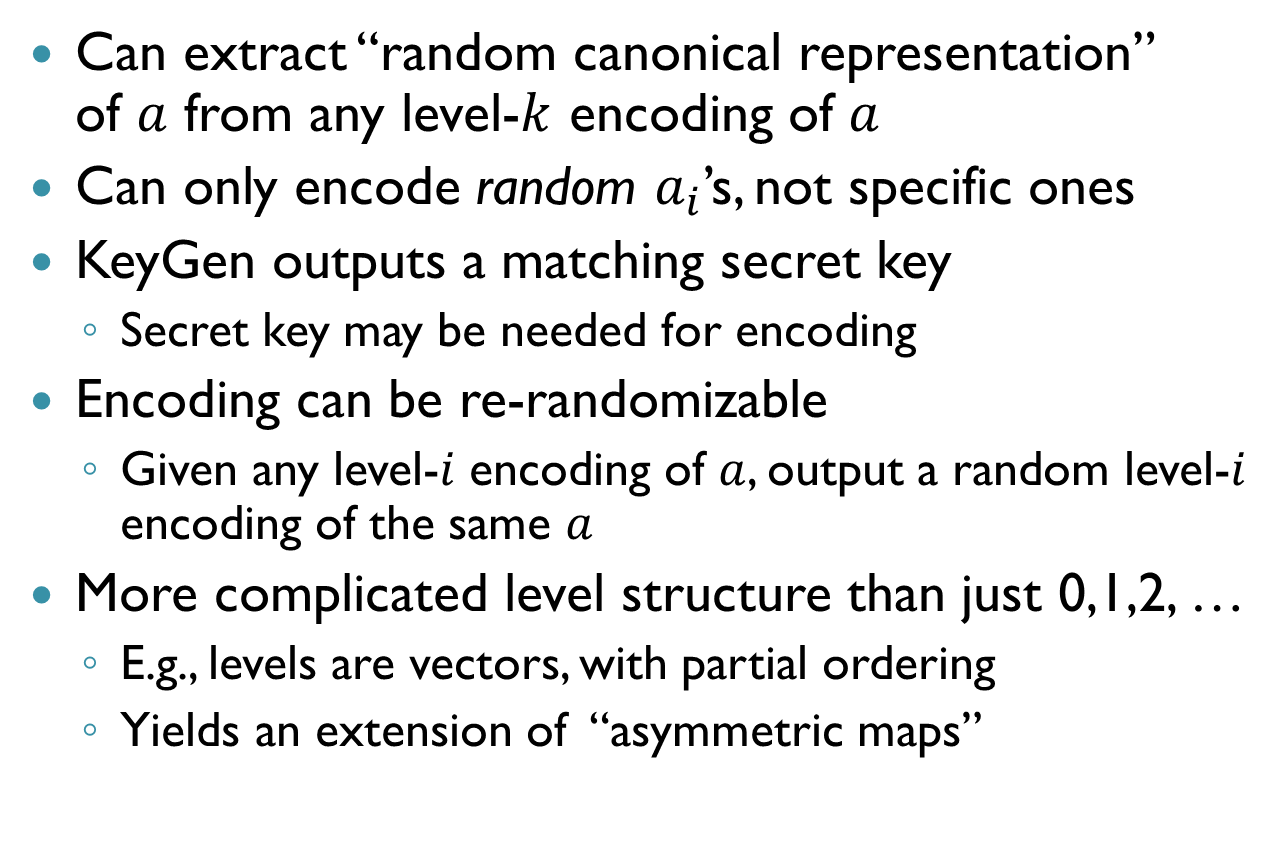 • Can extract “random canonical representation”
of 𝑎 from any level-𝑘 encoding of 𝑎
• Can only encode random 𝑎ᵢ’s, not specific ones
• KeyGen outputs a matching secret key
◦ Secret key may be needed for encoding
• Encoding can be re-randomizable
◦ Given any level-𝑖 encoding of 𝑎, output a random level-𝑖
encoding of the same 𝑎
• More complicated level structure than just 0,1,2, …
◦ E.g., levels are vectors, with partial ordering
◦ Yields an extension of “asymmetric maps”